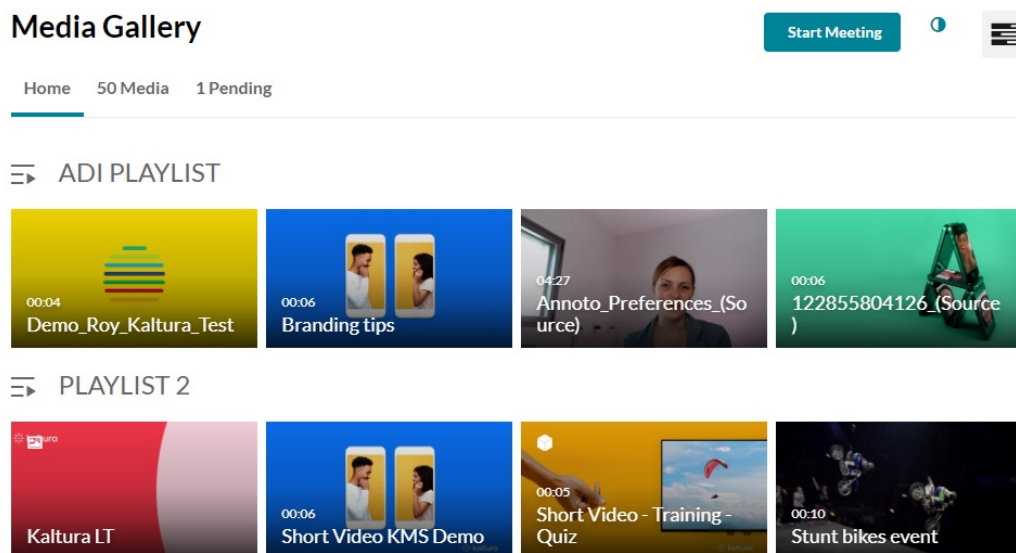 Media Gallery
Start Meeting
Home 50 Media 1 Pending
ADI PLAYLIST
00:04
Demo_Roy_Kaltura_Test
00:06
Branding tips
04:27
Annoto_Preferences_(So
urce)
00:06
122855804126_(Source
)
PLAYLIST 2
Kaltura LT
00:06
Short Video KMS Demo
kaltura
00:05
Short Video - Training -
Quiz
00:10
Stunt bikes event